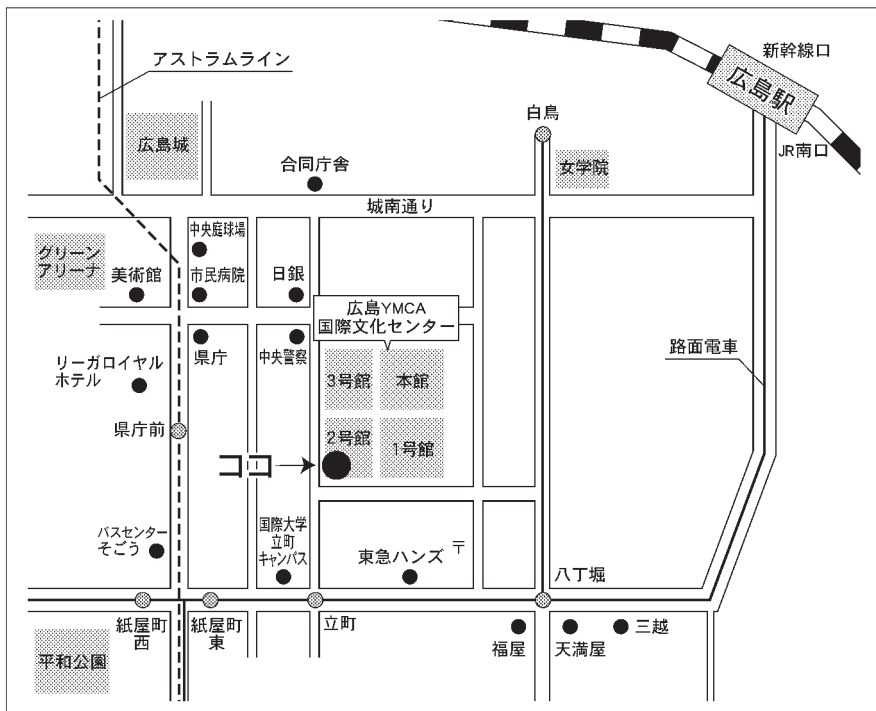 アストラムライン
新幹線口
広島駅
JR南口
白鳥
広島城
合同庁舎
女学院
城南通り
グリーン
アリーナ
中央庭球場
美術館
市民病院
日銀
広島YMCA
国際文化センター
県庁
中央警察
3号館
本館
路面電車
リーガロイヤル
ホテル
県庁前
2号館
1号館
バスセンター
そごう
国際大学
立町
キャンパス
東急ハンズ
〒
八丁堀
紙屋町
西
紙屋町
東
立町
福屋
天満屋
三越
平和公園